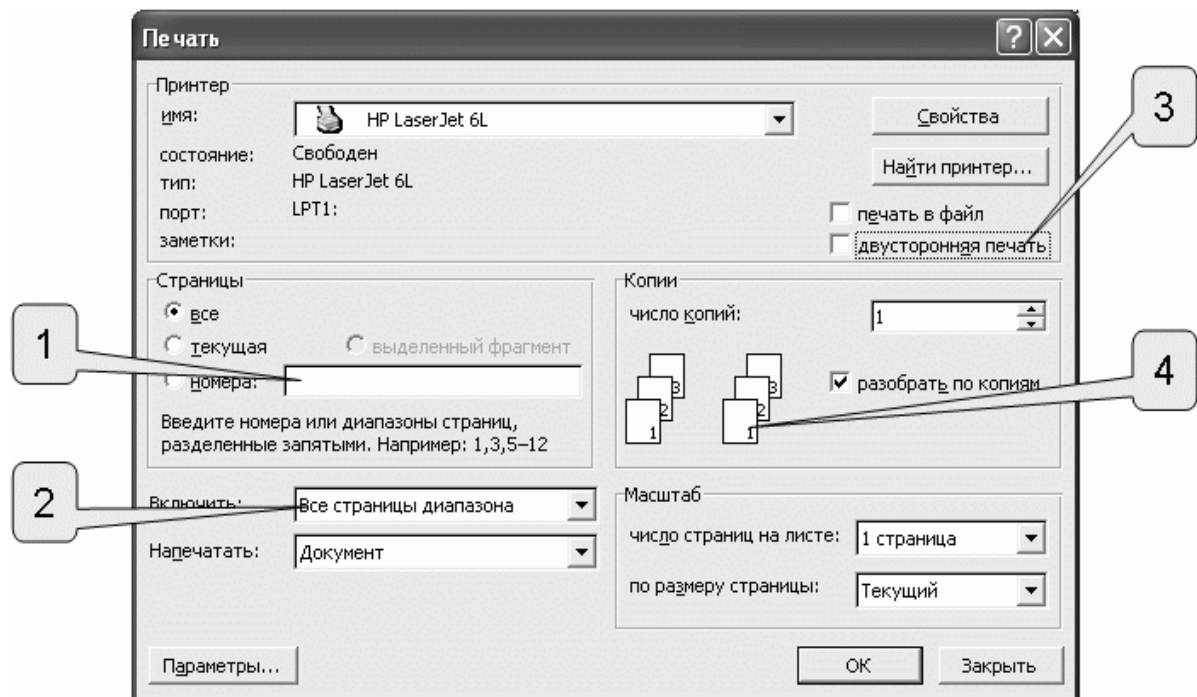 Печать
Принтер
имя: HP LaserJet 6L Свойства
состояние: Свободен
тип: HP LaserJet 6L Найти принтер...
порт: LPT1: печать в файл
заметки: двусторонняя печать
3
Страницы
все
текущая выделенный фрагмент
номера:
Введите номера или диапазоны страниц,
разделенные запятыми. Например: 1,3,5–12
1
Копии
число копий: 1
3 3
2 2
1 1
разобрать по копиям
4
Включить: Все страницы диапазона
Напечатать: Документ
2
Масштаб
число страниц на листе: 1 страница
по размеру страницы: Текущий
Параметры... ОК Закрыть